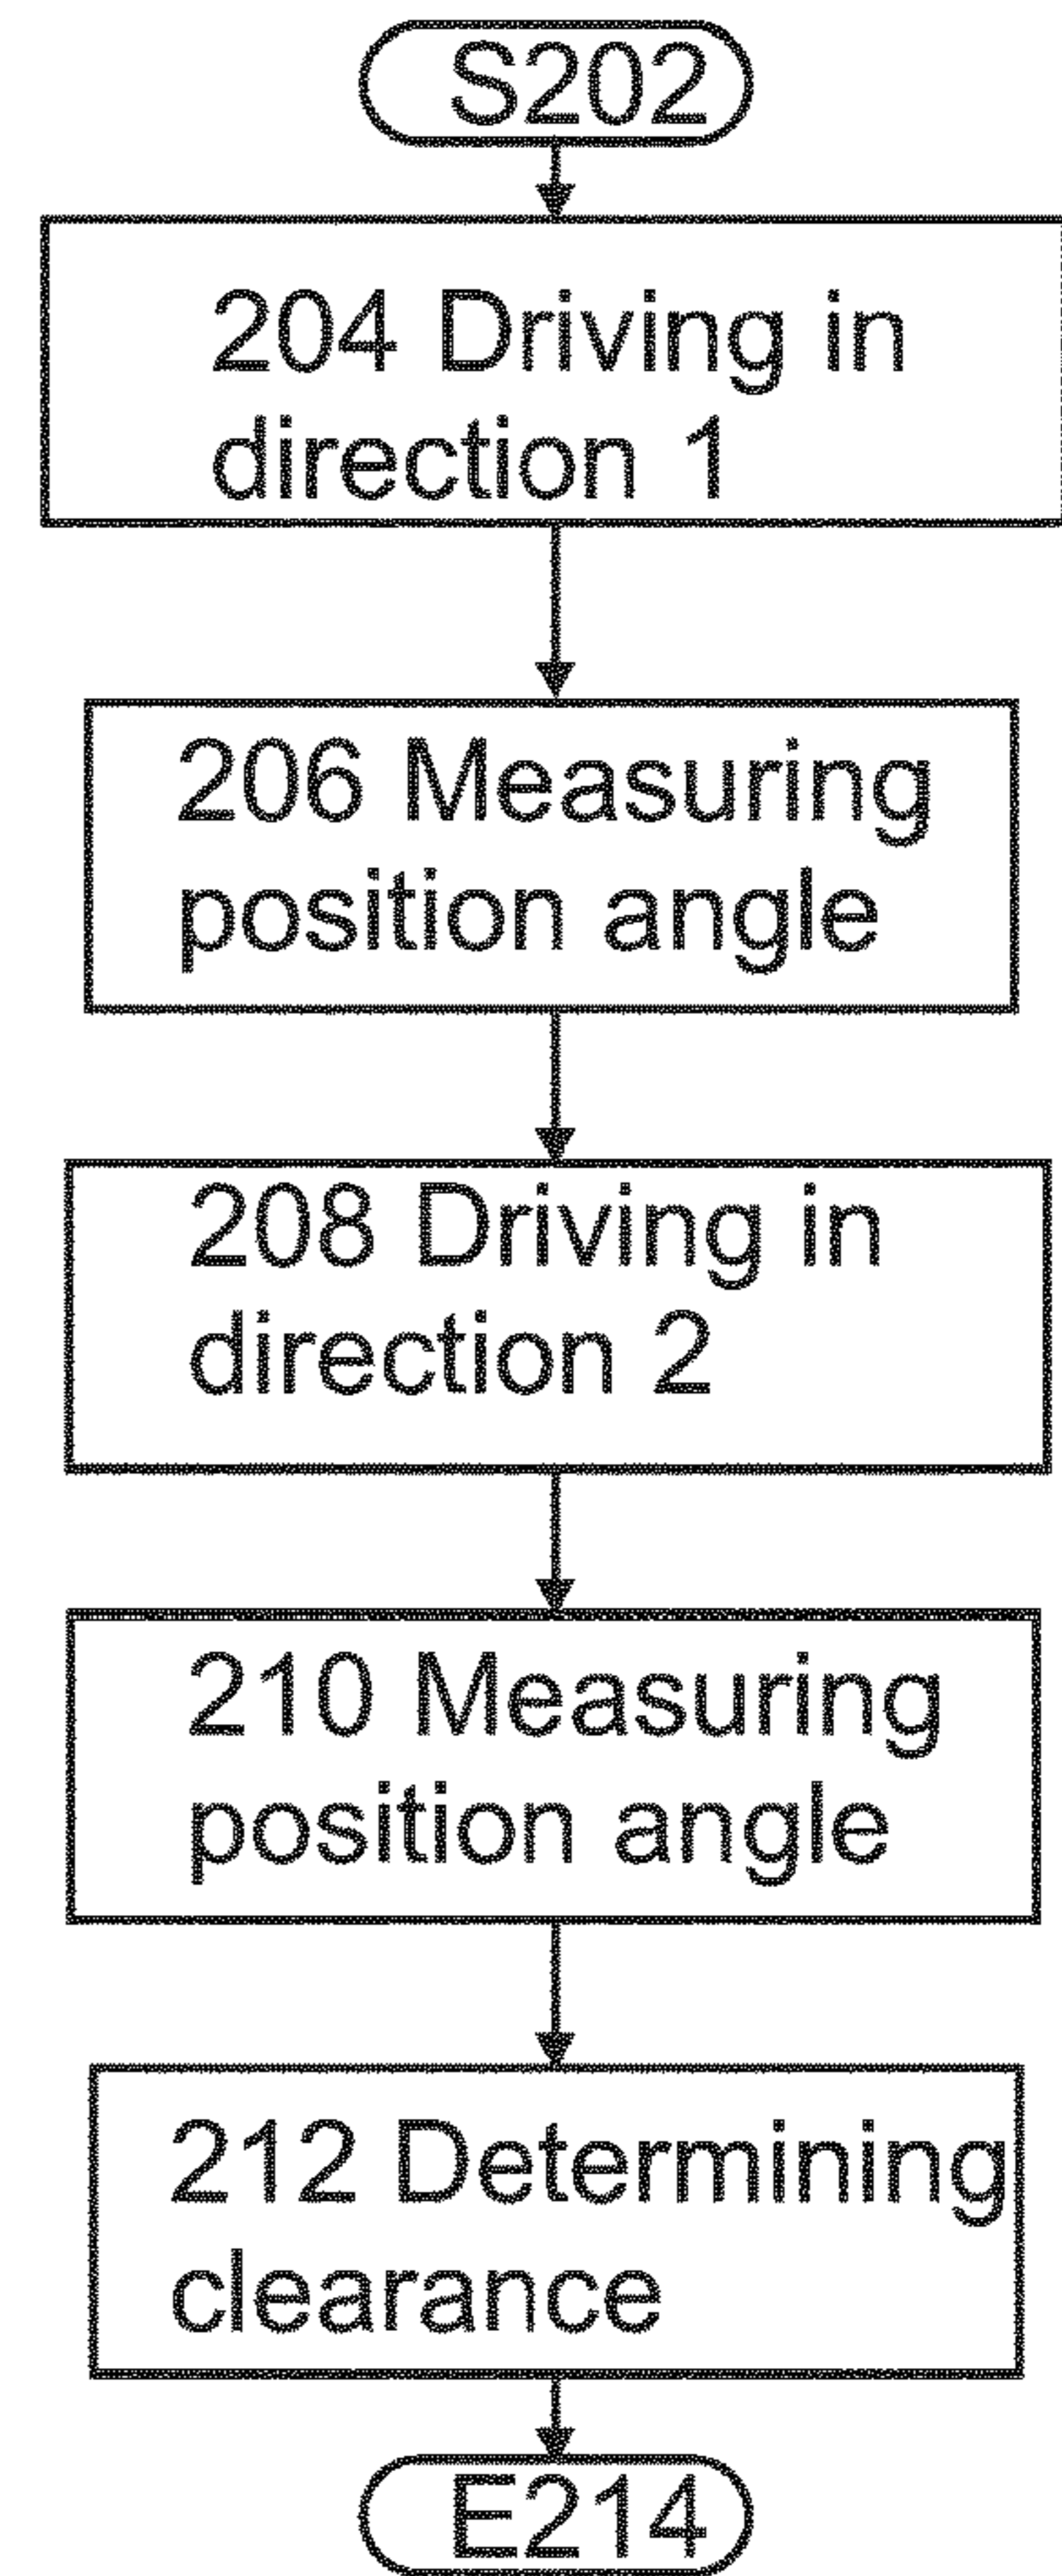 S202
204 Driving in
direction 1
206 Measuring
position angle
208 Driving in
direction 2
210 Measuring
position angle
212 Determining
clearance
E214